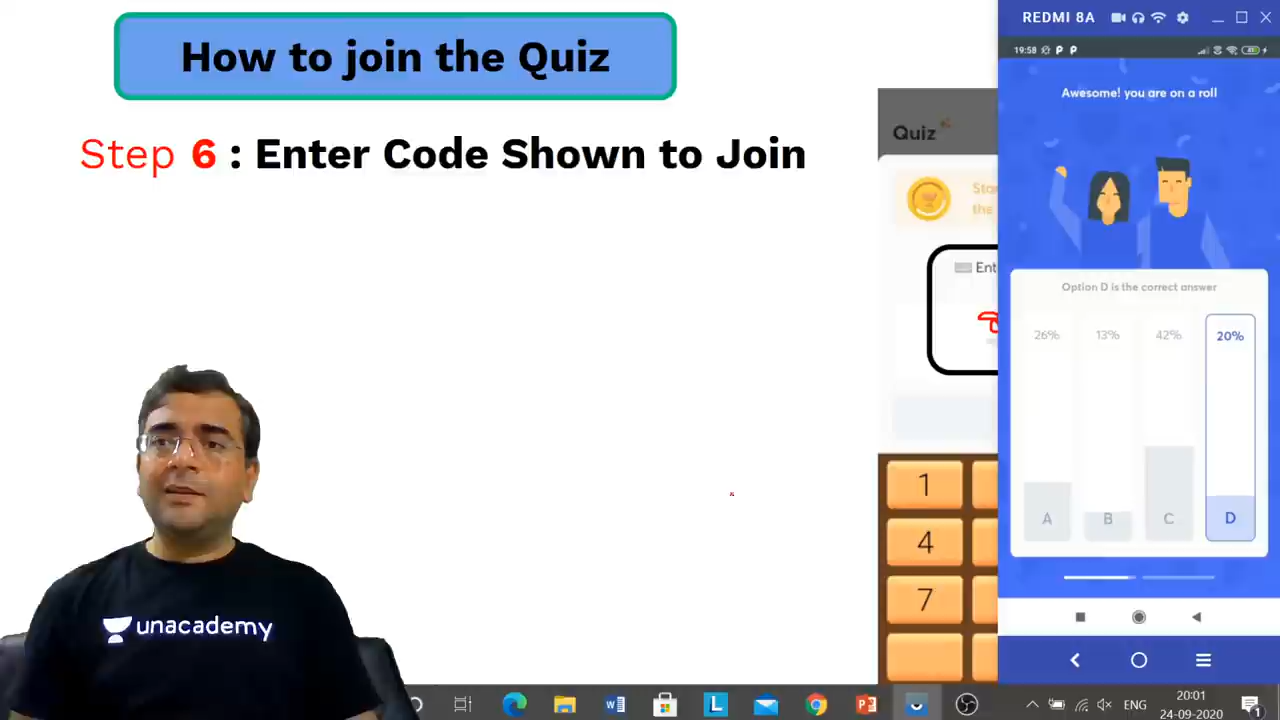 How to join the Quiz
Step 6 : Enter Code Shown to Join
Quiz
the
1
4
7
unacademy
REDMI 8A
19:58
Awesome! you are on a roll
Option D is the correct answer
26%
13%
42%
20%
A
B
C
D
L
ENG
20:01
24-09-2020
1